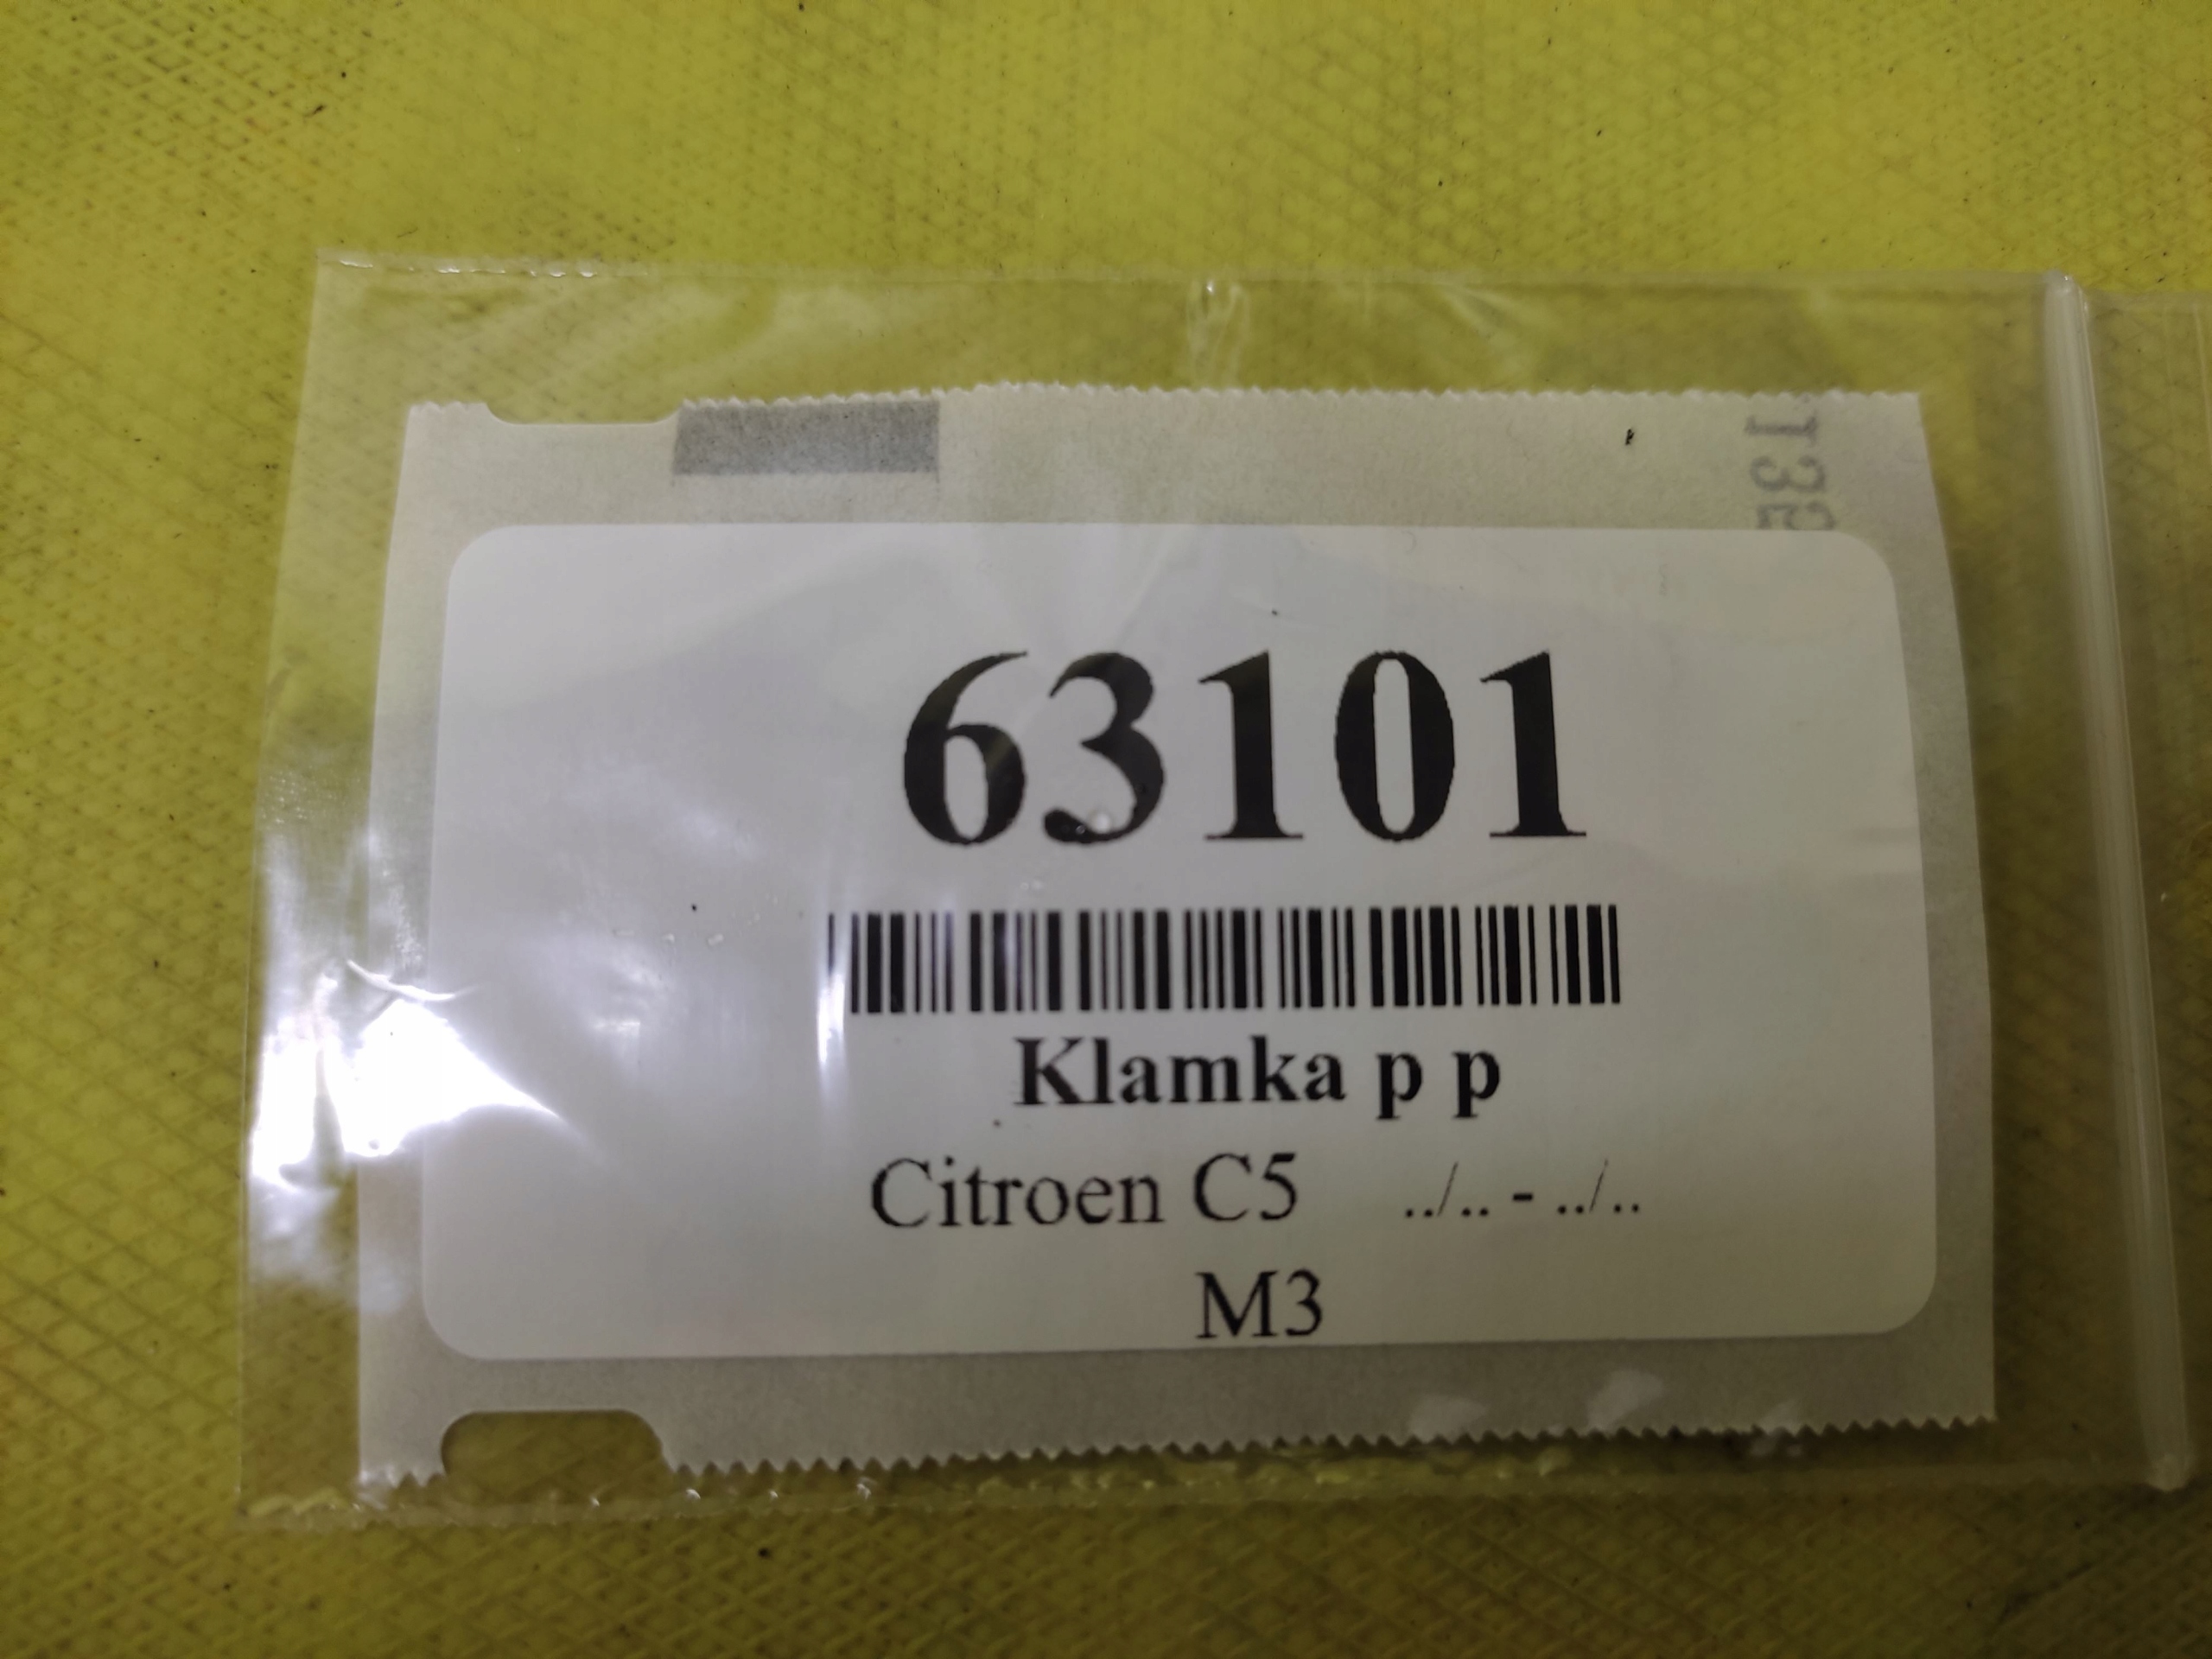 63101
Klamka p p
Citroen C5 ../.. - ../..
M3